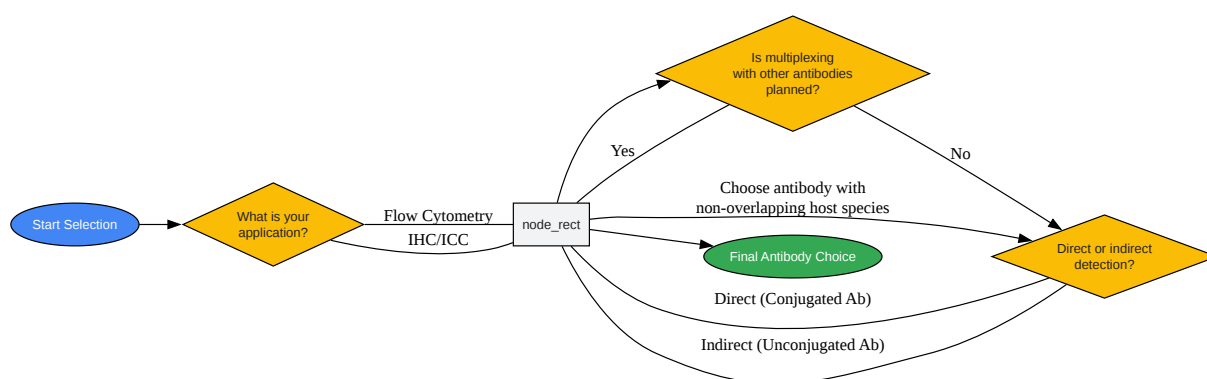 Is multiplexing
with other antibodies
planned?
Yes
No
Choose antibody with
non-overlapping host species
Start Selection
What is your
application?
Flow Cytometry
IHC/ICC
node_rect
Final Antibody Choice
Direct or indirect
detection?
Direct (Conjugated Ab)
Indirect (Unconjugated Ab)